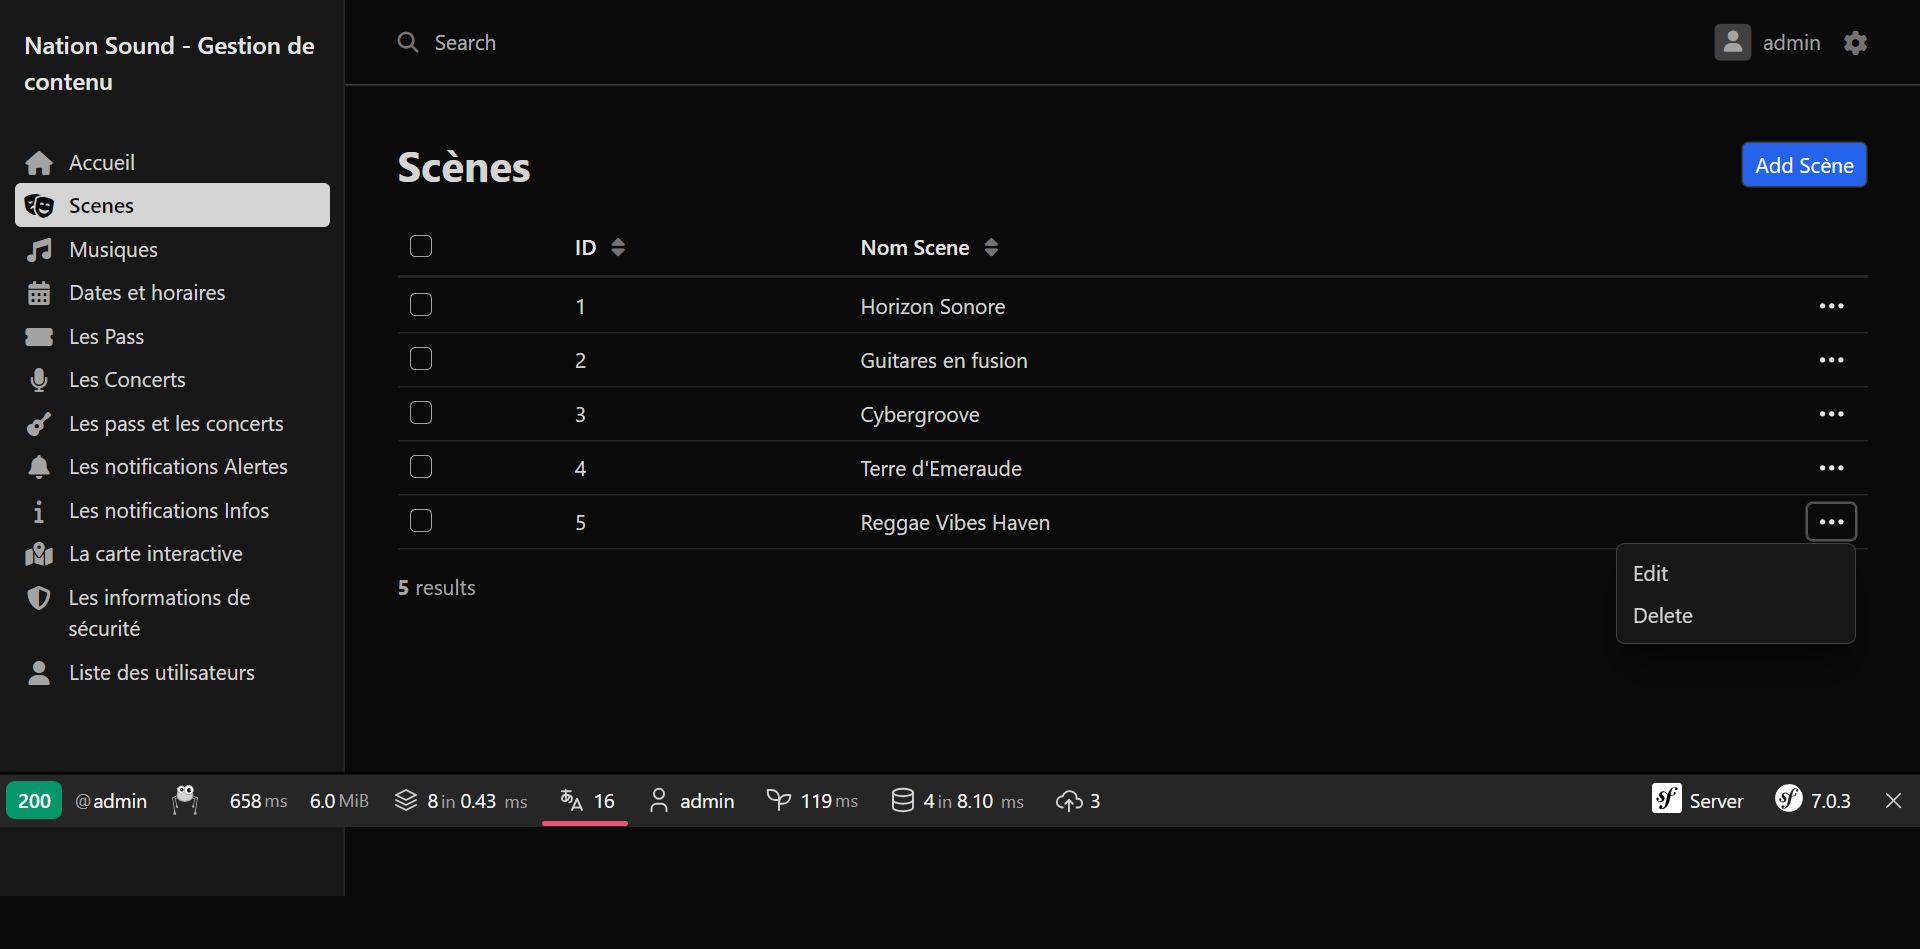 Nation Sound - Gestion de
contenu
Search
admin
Accueil
Scenes
Musiques
Dates et horaires
Les Pass
Les Concerts
Les pass et les concerts
Les notifications Alertes
Les notifications Infos
La carte interactive
Les informations de
sécurité
Liste des utilisateurs
Scènes
Add Scène
ID Nom Scene
1 Horizon Sonore
2 Guitares en fusion
3 Cybergroove
4 Terre d'Emeraude
5 Reggae Vibes Haven
Edit
Delete
5 results
200 @admin 658 ms 6.0 MiB 8 in 0.43 ms 16 admin 119 ms 4 in 8.10 ms 3 Server 7.0.3